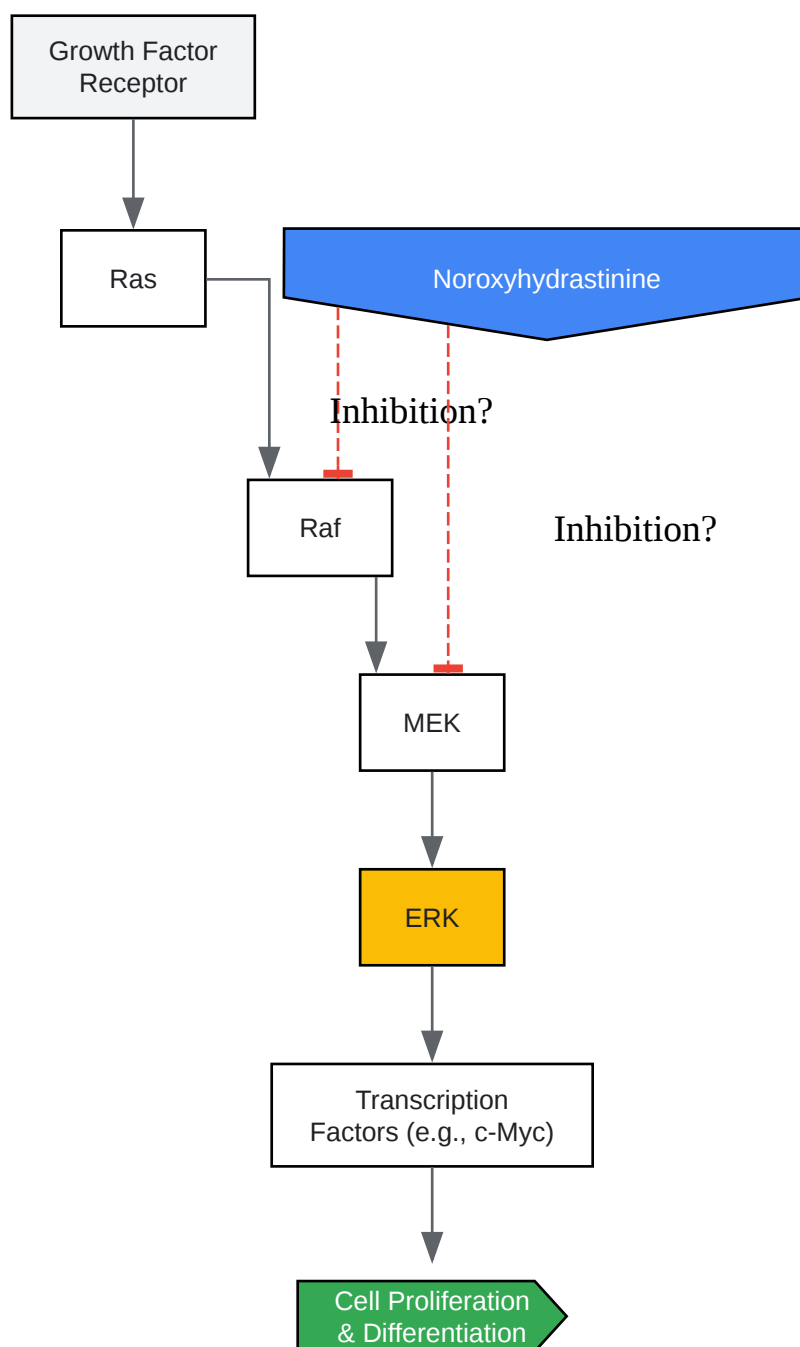 Growth Factor
Receptor
Ras
Noroxyhydrastinine
Inhibition?
Raf
Inhibition?
MEK
ERK
Transcription
Factors (e.g., c-Myc)
Cell Proliferation
& Differentiation